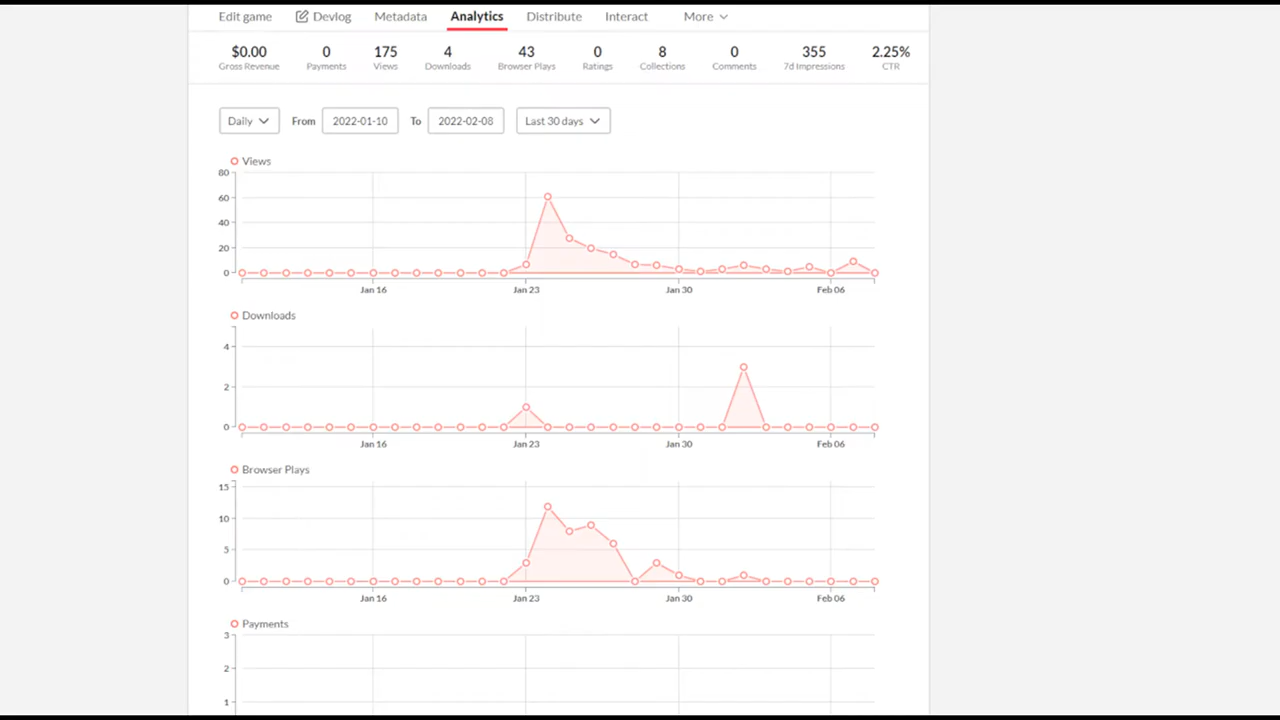 Edit game Devlog Metadata Analytics Distribute Interact More
$0.00 0 175 4 43 0 8 0 355 2.25%
Gross Revenue Payments Views Downloads Browser Plays Ratings Collections Comments 7d Impressions CTR
Daily From 2022-01-10 To 2022-02-08 Last 30 days
Views
80
60
40
20
0
Jan 16 Jan 23 Jan 30 Feb 06
Downloads
4
2
0
Jan 16 Jan 23 Jan 30 Feb 06
Browser Plays
15
10
5
0
Jan 16 Jan 23 Jan 30 Feb 06
Payments
3
2
1